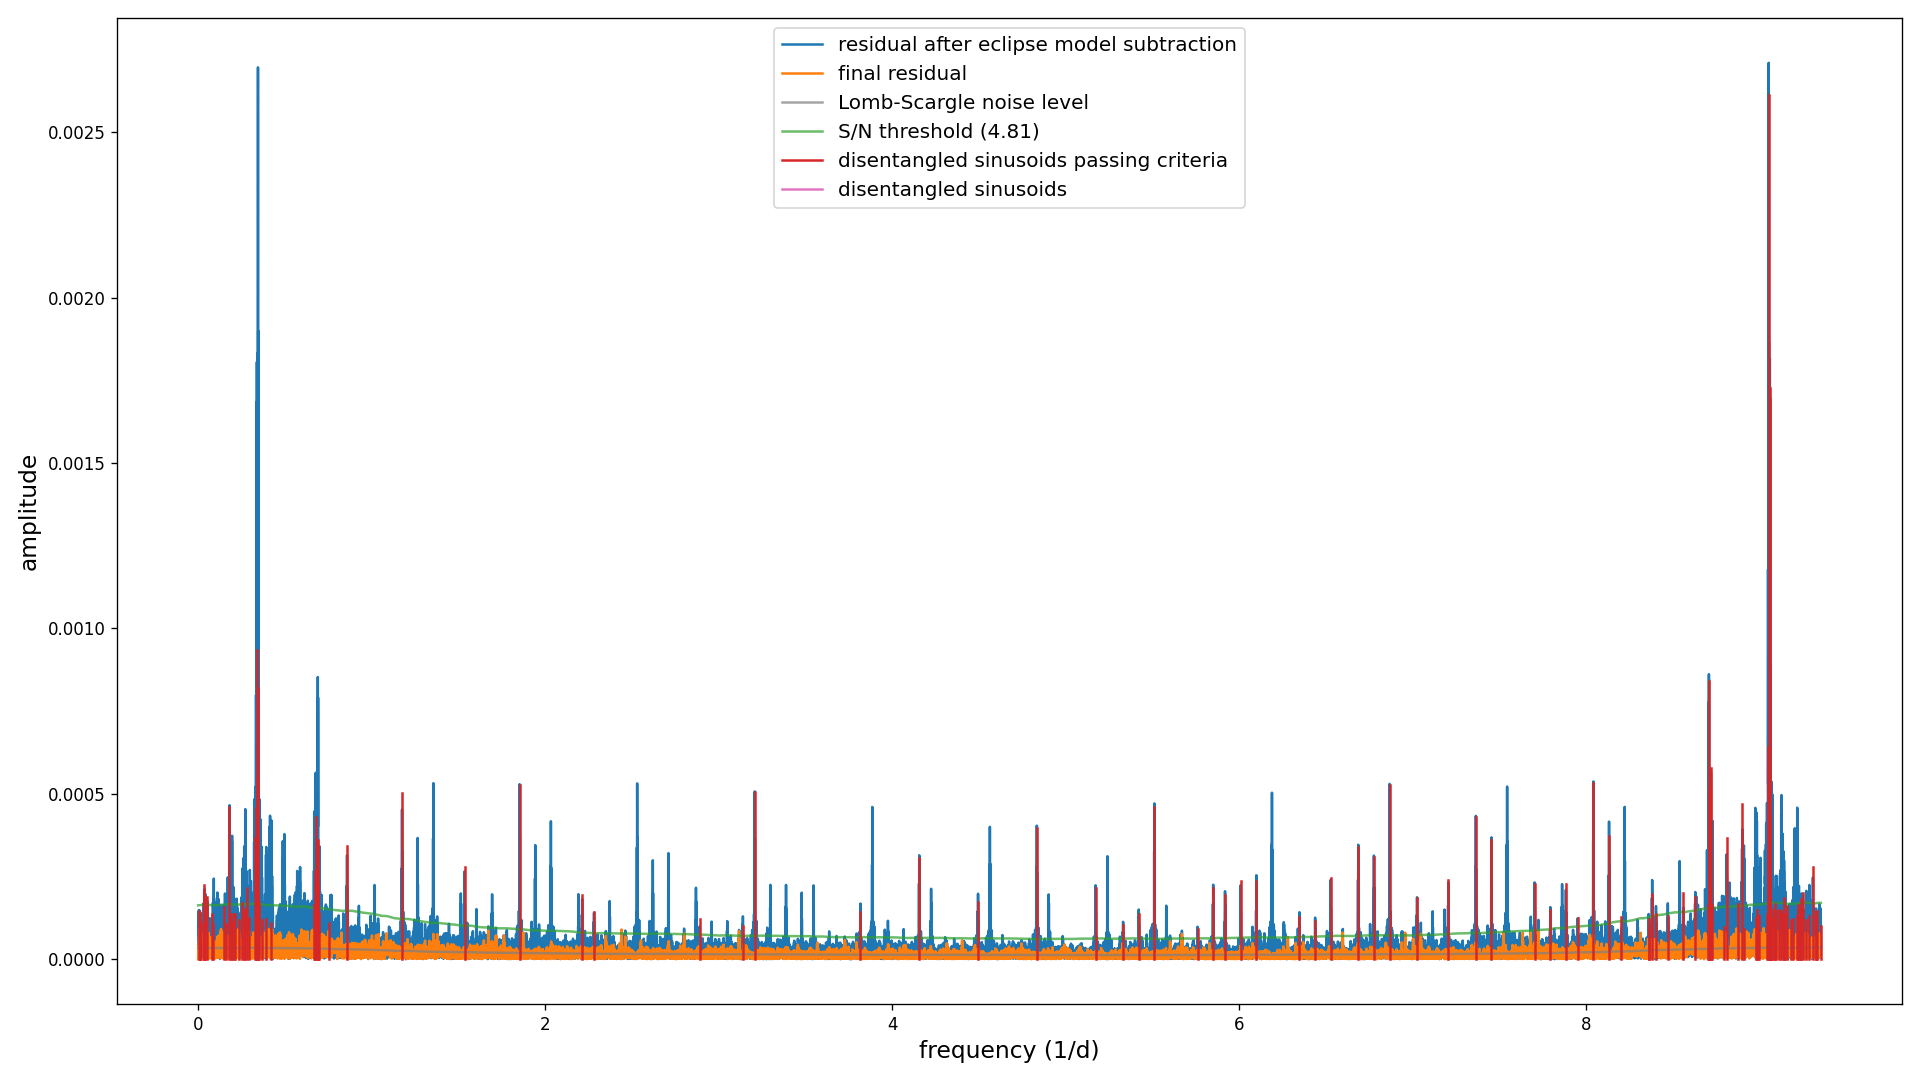 residual after eclipse model subtraction
final residual
Lomb-Scargle noise level
S/N threshold (4.81)
disentangled sinusoids passing criteria
disentangled sinusoids
amplitude
0.0025
0.0020
0.0015
0.0010
0.0005
0.0000
0 2 4 6 8
frequency (1/d)